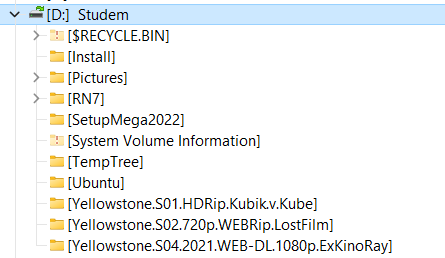 [D:] Studem
[$RECYCLE.BIN]
[Install]
[Pictures]
[RN7]
[SetupMega2022]
[System Volume Information]
[TempTree]
[Ubuntu]
[Yellowstone.S01.HDRip.Kubik.v.Kube]
[Yellowstone.S02.720p.WEBRip.LostFilm]
[Yellowstone.S04.2021.WEB-DL.1080p.ExKinoRay]